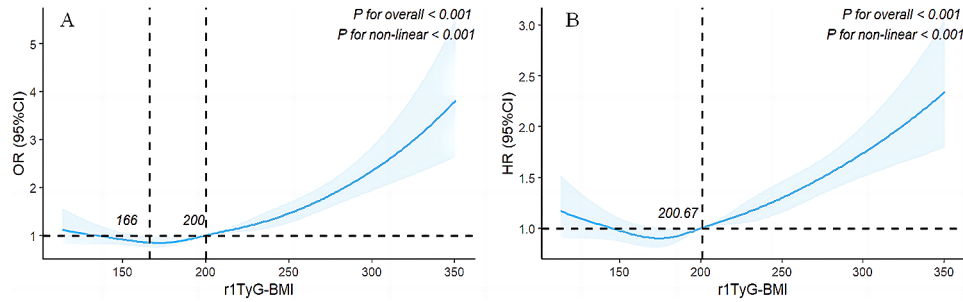 A
P for overall < 0.001
P for non-linear < 0.001
OR (95%CI)
5
4
3
2
1
166
200
150
200
250
300
350
r1TyG-BMI
B
P for overall < 0.001
P for non-linear < 0.001
HR (95%CI)
3.0
2.5
2.0
1.5
1.0
200.67
150
200
250
300
350
r1TyG-BMI